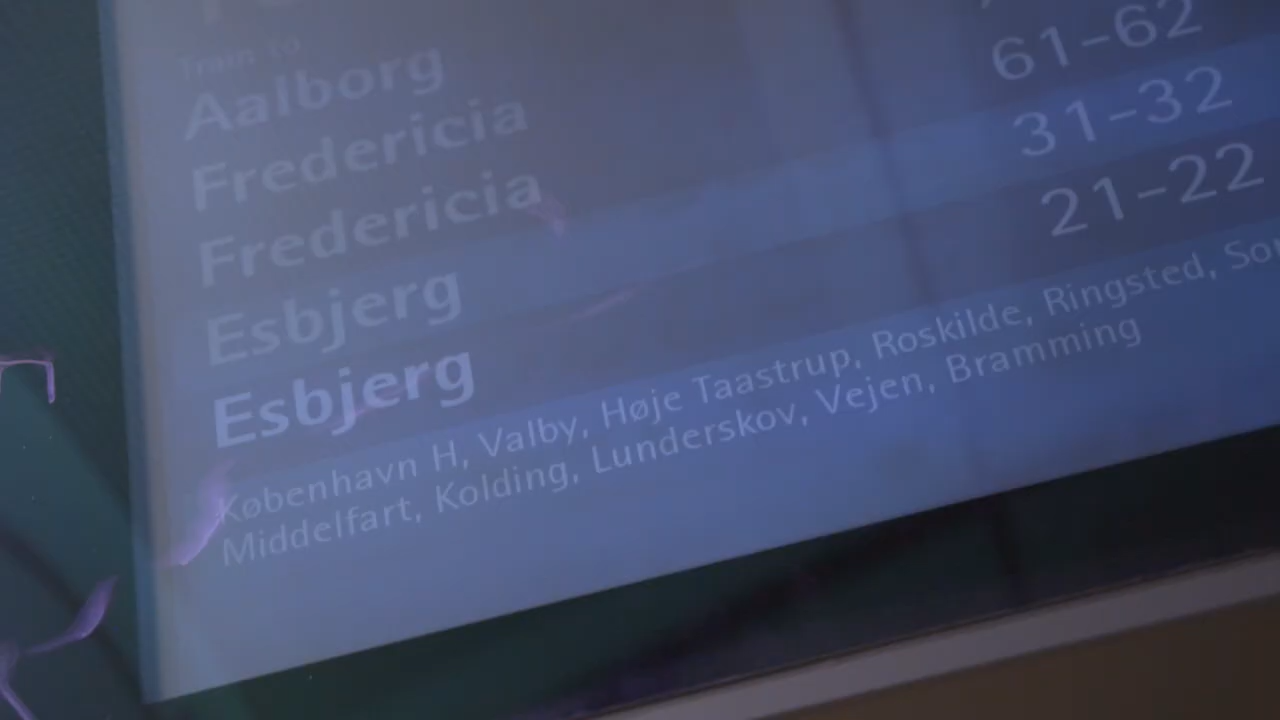 Train to
Aalborg
Fredericia
Fredericia 61-62
Esbjerg 31-32
Esbjerg 21-22
København H, Valby, Høje Taastrup, Roskilde, Ringsted,
Middelfart, Kolding, Lunderskov, Vejen, Bramming